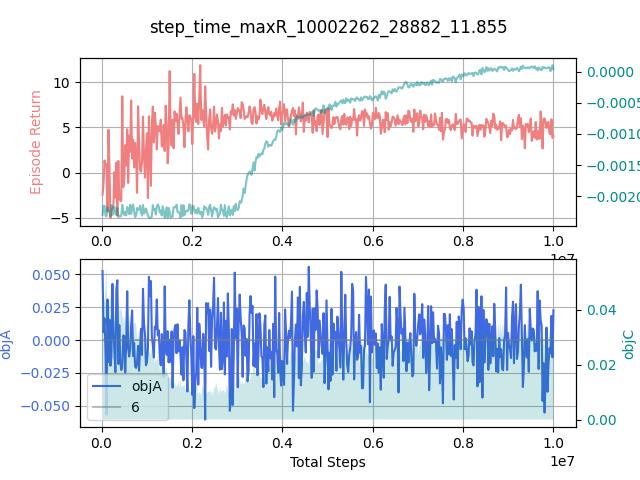 step_time_maxR_10002262_28882_11.855
10
5
0
−5
Episode Return
0.0000
−0.0005
−0.0010
−0.0015
−0.0020
0.0 0.2 0.4 0.6 0.8 1.0
1e7
0.050
0.025
0.000
−0.025
−0.050
objA
0.04
0.02
0.00
objC
objA
6
0.0 0.2 0.4 0.6 0.8 1.0
Total Steps
1e7